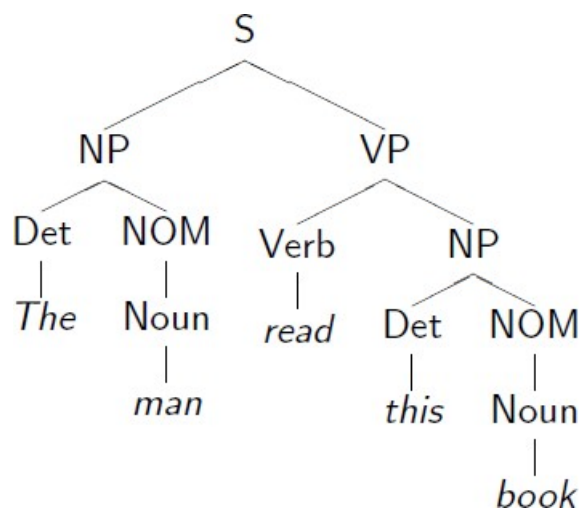 S
NP VP
Det NOM Verb NP
The Noun read Det NOM
man this Noun
book